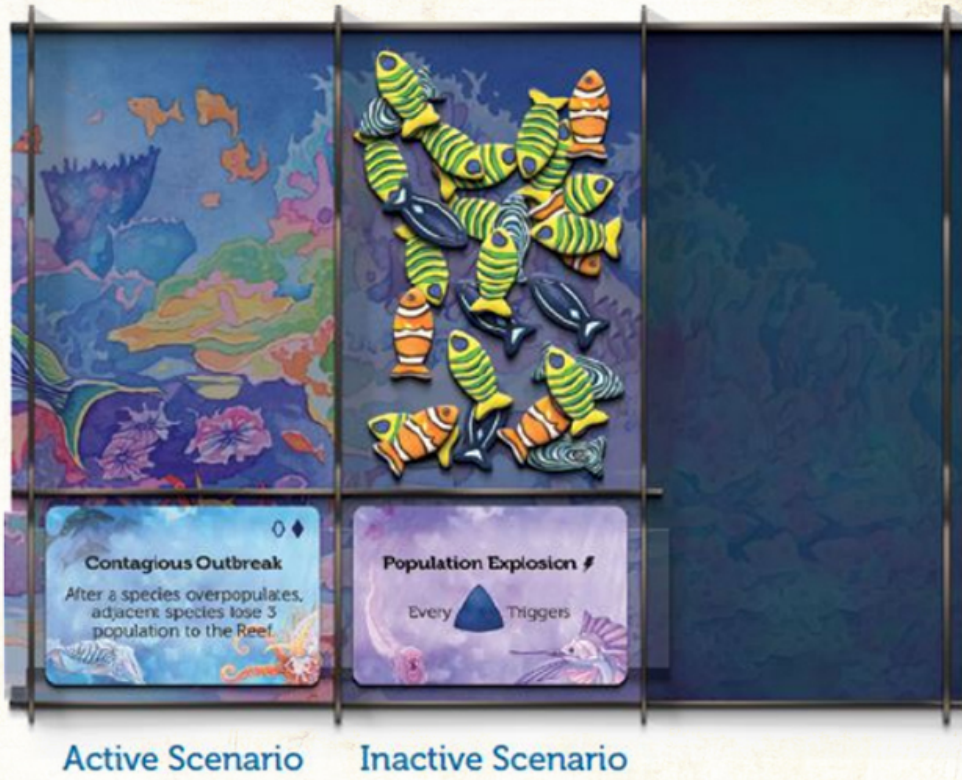 Contagious Outbreak
After a species overpopulates,
adjacent species lose 3
population to the Reef.
Population Explosion
Every Triggers
Active Scenario
Inactive Scenario